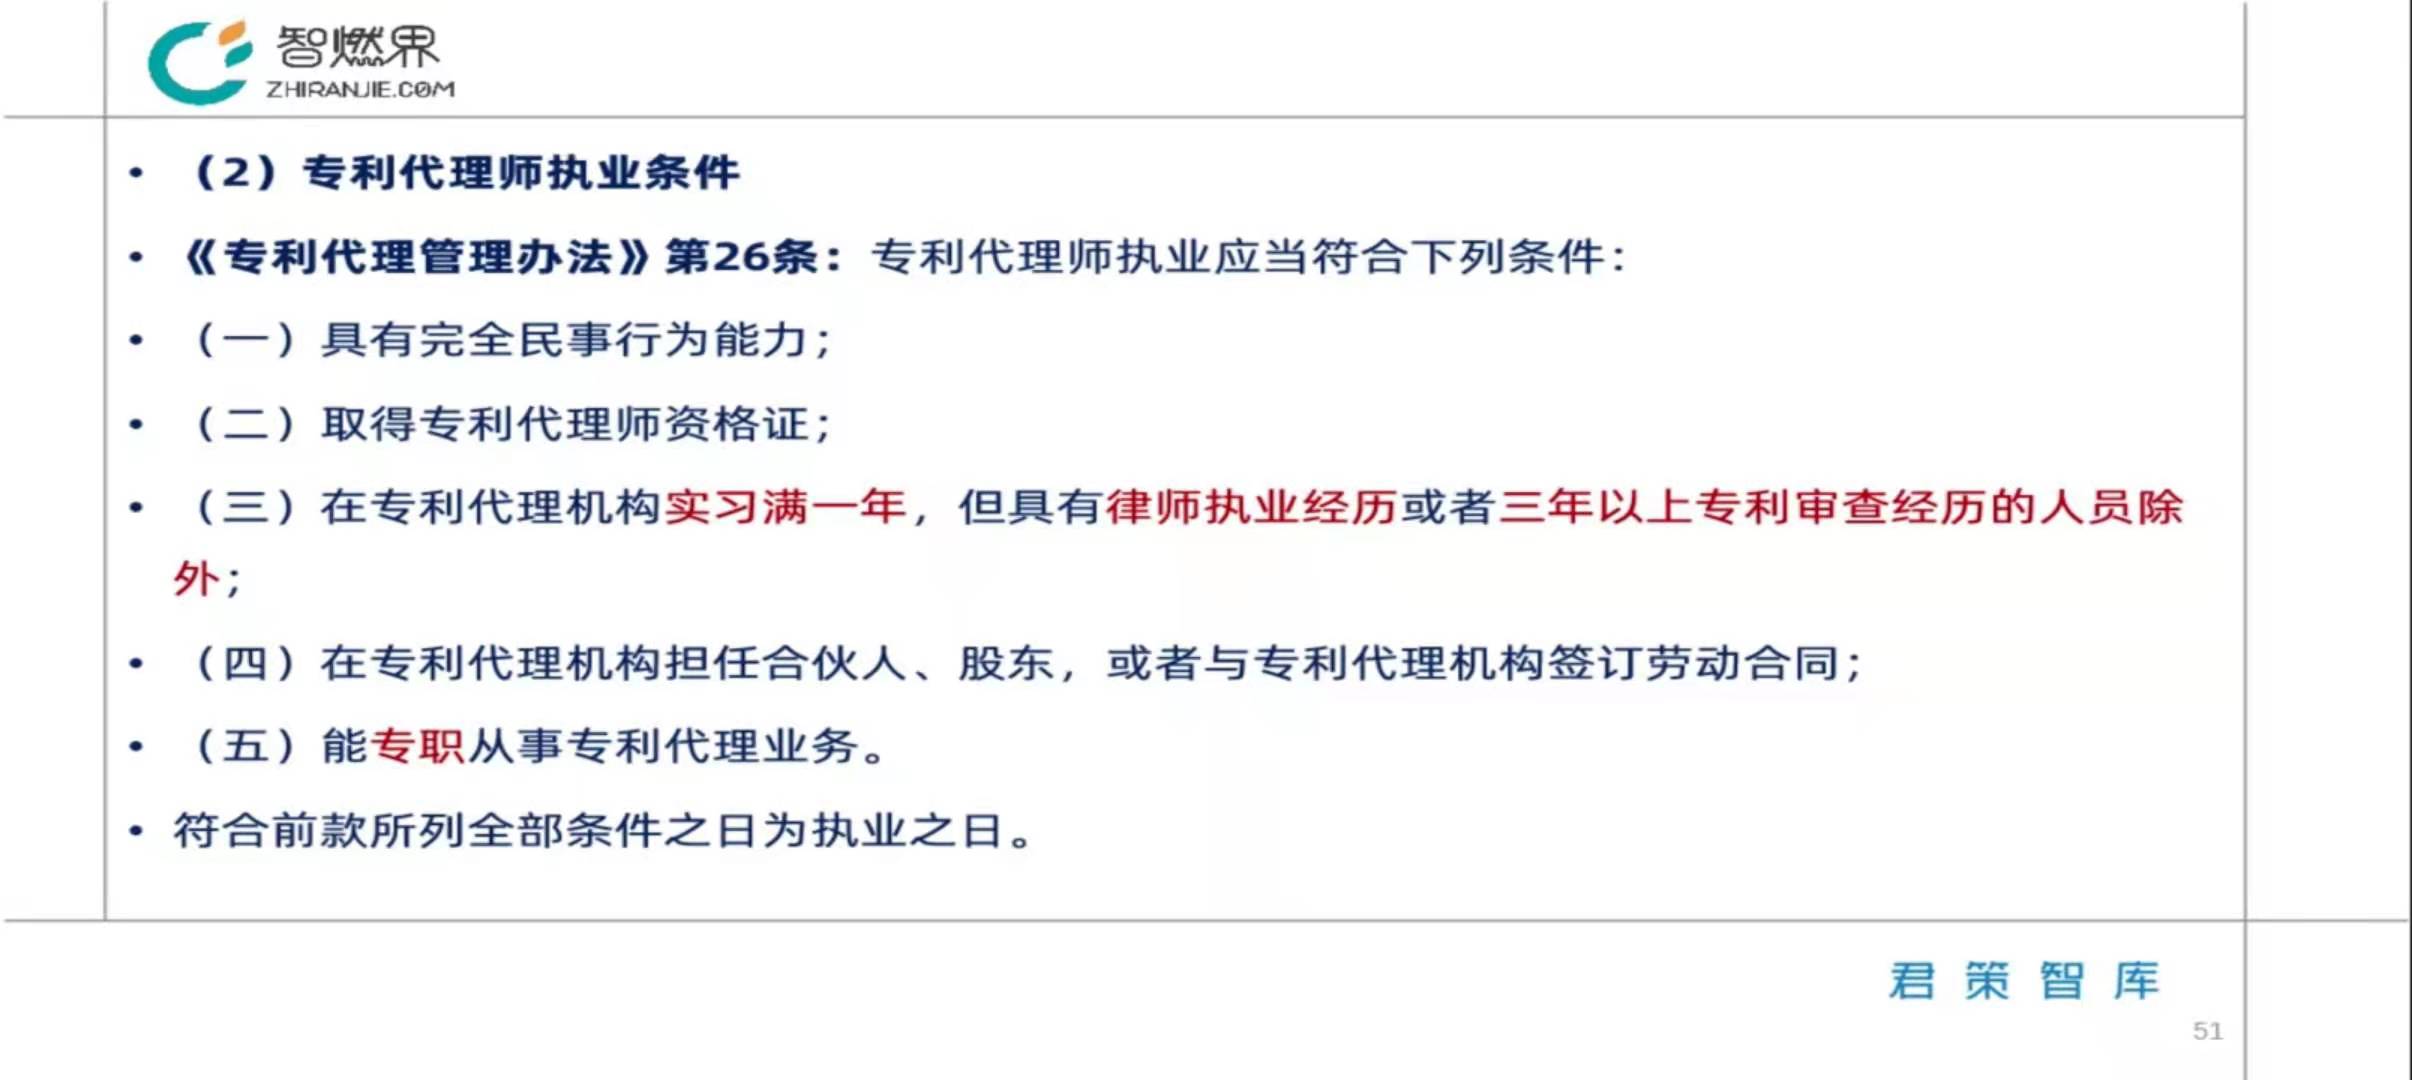 智燃界
ZHIRANJIE.COM
• （2）专利代理师执业条件
• 《专利代理管理办法》第26条：专利代理师执业应当符合下列条件：
• （一）具有完全民事行为能力；
• （二）取得专利代理师资格证；
• （三）在专利代理机构实习满一年，但具有律师执业经历或者三年以上专利审查经历的人员除
外；
• （四）在专利代理机构担任合伙人、股东，或者与专利代理机构签订劳动合同；
• （五）能专职从事专利代理业务。
• 符合前款所列全部条件之日为执业之日。
君策智库
51